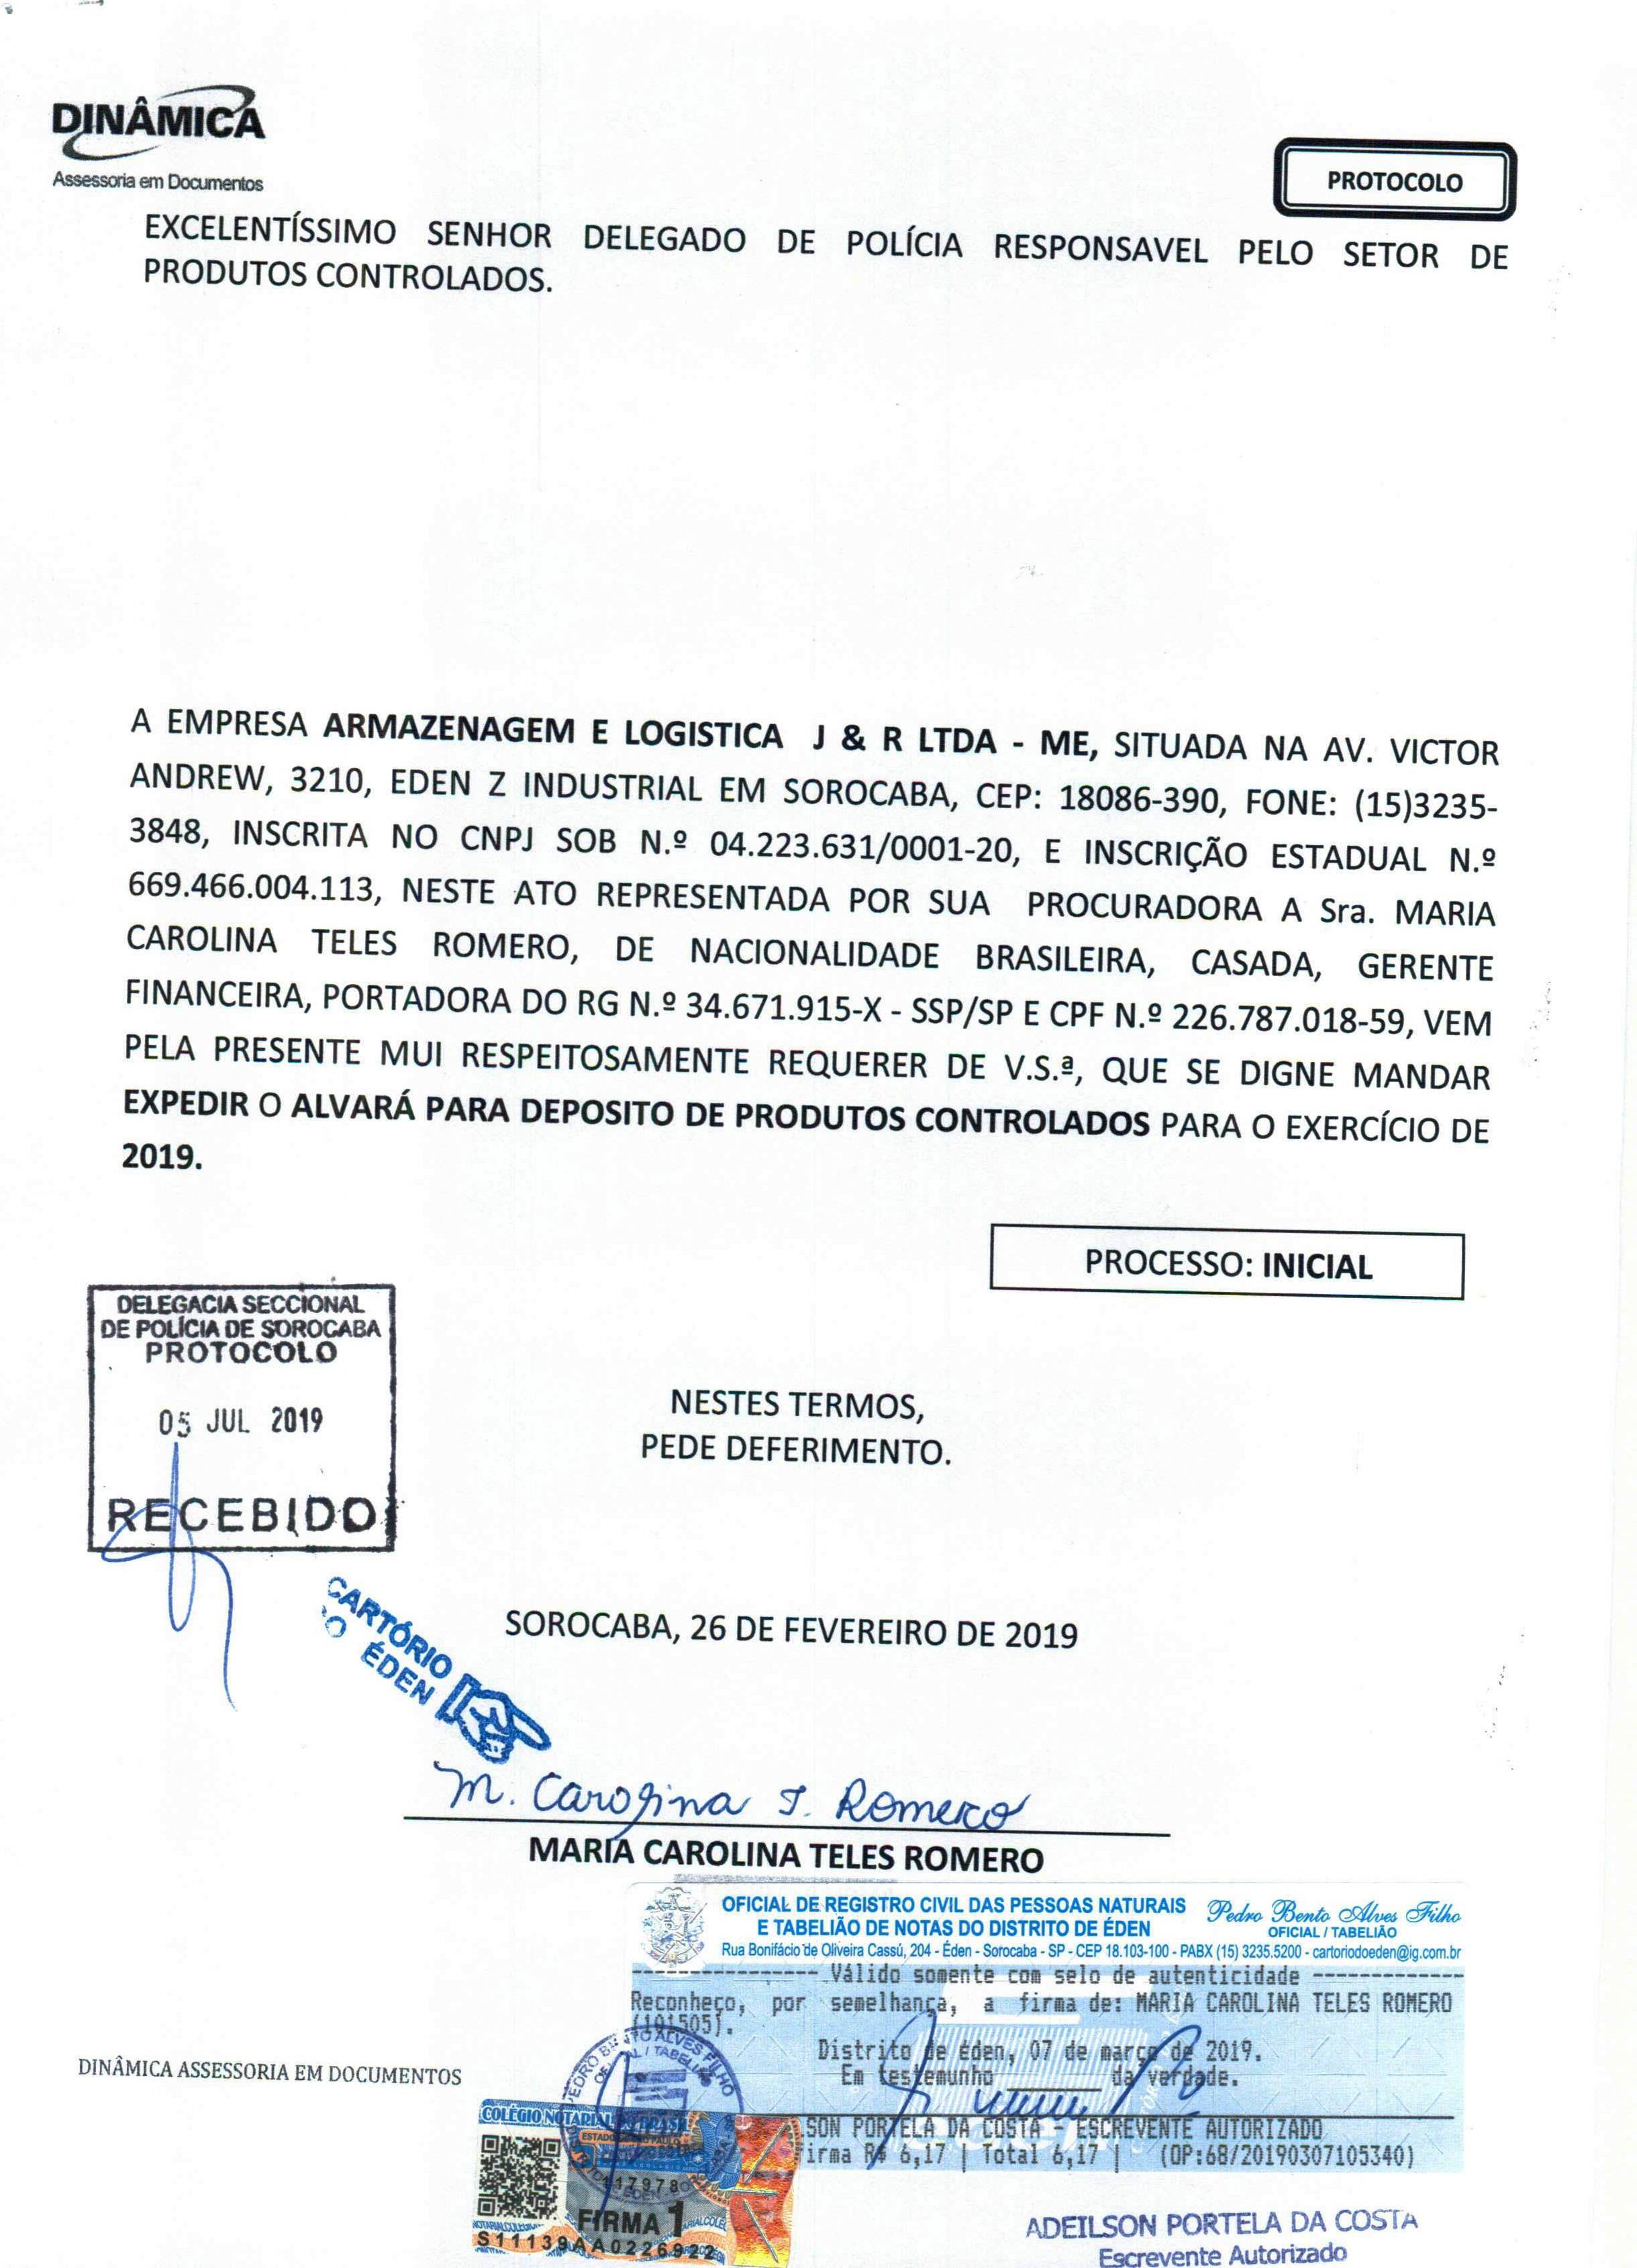 DINÂMICA
Assessoria em Documentos
PROTOCOLO
EXCELENTÍSSIMO SENHOR DELEGADO DE POLÍCIA RESPONSAVEL PELO SETOR DE
PRODUTOS CONTROLADOS.
A EMPRESA ARMAZENAGEM E LOGISTICA J & R LTDA - ME, SITUADA NA AV. VICTOR
ANDREW, 3210, EDEN Z INDUSTRIAL EM SOROCABA, CEP: 18086-390, FONE: (15)3235-
3848, INSCRITA NO CNPJ SOB N.º 04.223.631/0001-20, E INSCRIÇÃO ESTADUAL N.º
669.466.004.113, NESTE ATO REPRESENTADA POR SUA PROCURADORA A Sra. MARIA
CAROLINA TELES ROMERO, DE NACIONALIDADE BRASILEIRA, CASADA, GERENTE
FINANCEIRA, PORTADORA DO RG N.º 34.671.915-X - SSP/SP E CPF N.º 226.787.018-59, VEM
PELA PRESENTE MUI RESPEITOSAMENTE REQUERER DE V.S.ª, QUE SE DIGNE MANDAR
EXPEDIR O ALVARÁ PARA DEPOSITO DE PRODUTOS CONTROLADOS PARA O EXERCÍCIO DE
2019.
PROCESSO: INICIAL
DELEGACIA SECCIONAL
DE POLÍCIA DE SOROCABA
PROTOCOLO
05 JUL 2019
RECEBIDO
NESTES TERMOS,
PEDE DEFERIMENTO.
SOROCABA, 26 DE FEVEREIRO DE 2019
CARTÓRIO
ÉDEN
M. Carolina T. Romero
MARIA CAROLINA TELES ROMERO
OFICIAL DE REGISTRO CIVIL DAS PESSOAS NATURAIS
E TABELIÃO DE NOTAS DO DISTRITO DE ÉDEN
Pedro Bento Alves Filho
OFICIAL / TABELIÃO
Rua Bonifácio de Oliveira Cassú, 204 - Éden - Sorocaba - SP - CEP 18.103-100 - PABX (15) 3235.5200 - cartoriodoeden@ig.com.br
Válido somente com selo de autenticidade
Reconheço, por semelhança, a firma de: MARIA CAROLINA TELES ROMERO
(101505).
Distrito de Éden, 07 de março de 2019.
Em testemunho da verdade.
SON PORTELA DA COSTA - ESCREVENTE AUTORIZADO
irma R$ 6,17 | Total 6,17 | (OP:68/20190307105340)
DINÂMICA ASSESSORIA EM DOCUMENTOS
PEDRO BENTO ALVES FILHO
COLÉGIO NOTARIAL DO BRASIL
FIRMA 1
S11139AA0226922
ADEILSON PORTELA DA COSTA
Escrevente Autorizado